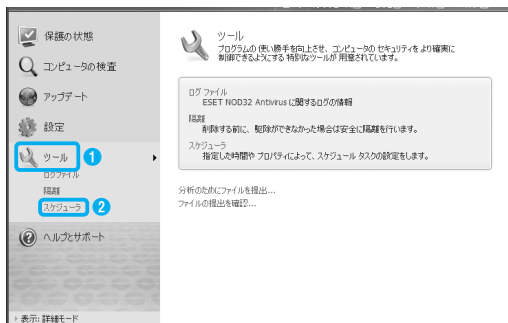 保護の状態
コンピュータの検査
アップデート
設定
ツール 1
ログファイル
隔離
スケジューラ 2
ヘルプとサポート
表示: 詳細モード
ツール
プログラムの使い勝手を向上させ、コンピュータの セキュリティを より確実に
制御できるようにする 特別なツールが 用意されています。
ログ ファイル
ESET NOD32 Antivirus に関するログの情報
隔離
削除する前に、駆除ができなかった場合は安全に隔離を行います。
スケジューラ
指定した時間や プロパティによって、スケジュール タスクの設定をします。
分析のためにファイルを提出...
ファイルの提出を確認...